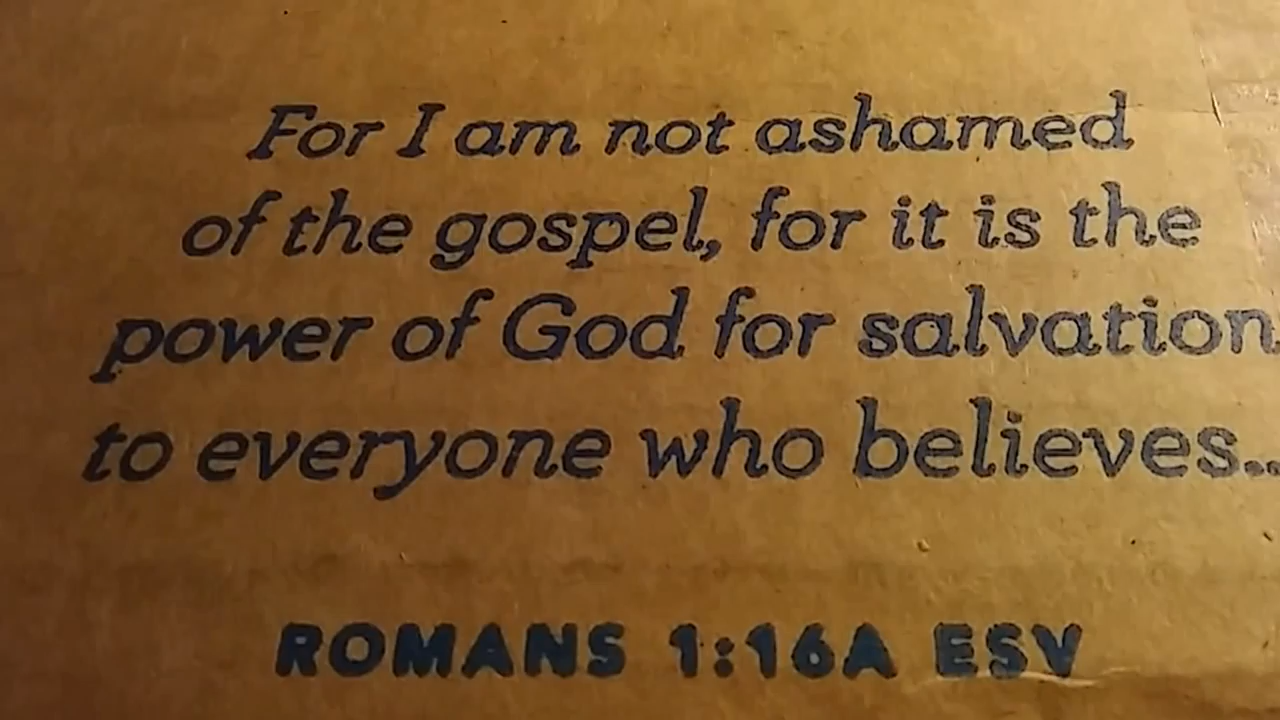 For I am not ashamed
of the gospel, for it is the
power of God for salvation
to everyone who believes...
ROMANS 1:16A ESV